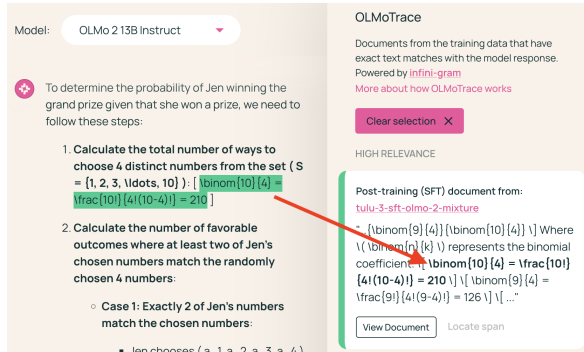 Model: OLMo 2 13B Instruct
To determine the probability of Jen winning the
grand prize given that she won a prize, we need to
follow these steps:
1. Calculate the total number of ways to
choose 4 distinct numbers from the set ( S
= {1, 2, 3, \ldots, 10} ): [ \binom{10}{4} =
\frac{10!}{4!(10-4)!} = 210 ]
2. Calculate the number of favorable
outcomes where at least two of Jen's
chosen numbers match the randomly
chosen 4 numbers:
Case 1: Exactly 2 of Jen's numbers
match the chosen numbers:
Jen chooses ( a_1, a_2, a_3, a_4 )
OLMoTrace
Documents from the training data that have
exact text matches with the model response.
Powered by infini-gram
More about how OLMoTrace works
Clear selection ×
HIGH RELEVANCE
Post-training (SFT) document from:
tulu-3-sft-olmo-2-mixture
"...{\binom{9}{4}}{\binom{10}{4}} \] Where
\( \binom{n}{k} \) represents the binomial
coefficient. \[ \binom{10}{4} = \frac{10!}
{4!(10-4)!} = 210 \] \[ \binom{9}{4} =
\frac{9!}{4!(9-4)!} = 126 \] \[ ..."
View Document Locate span